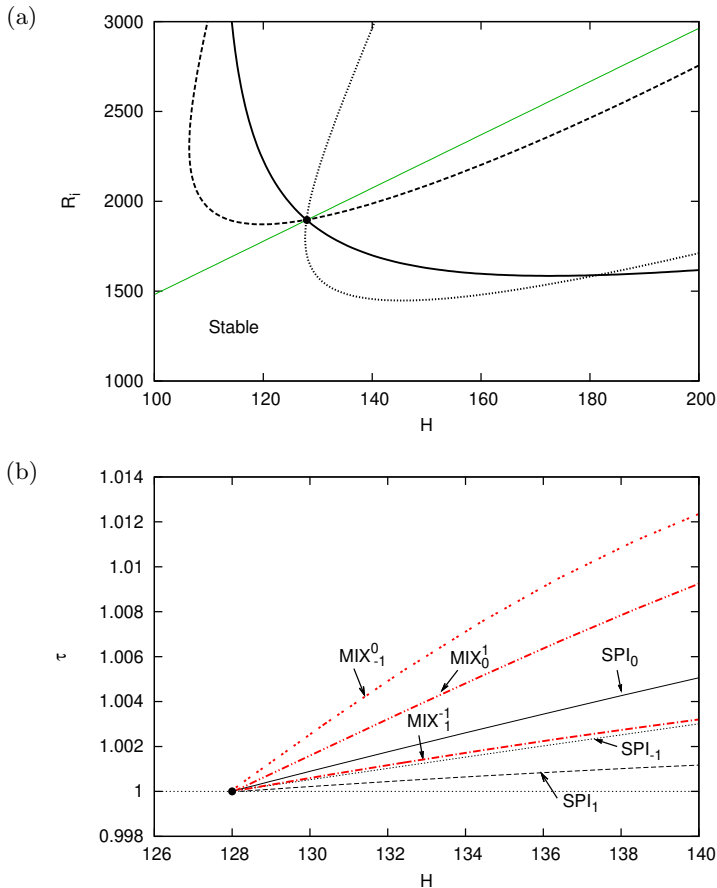 (a)
3000
2500
2000
1500
1000
R_i
Stable
100 120 140 160 180 200
H
(b)
1.014
1.012
1.01
1.008
1.006
1.004
1.002
1
0.998
τ
MIX^0_-1
MIX^1_0
SPI_0
MIX^-1_1
SPI_-1
SPI_1
126 128 130 132 134 136 138 140
H